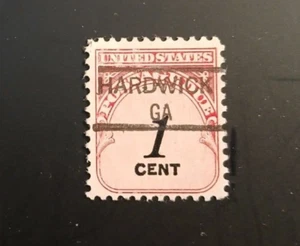 UNITED STATES
HARDWICK
GA
1
CENT